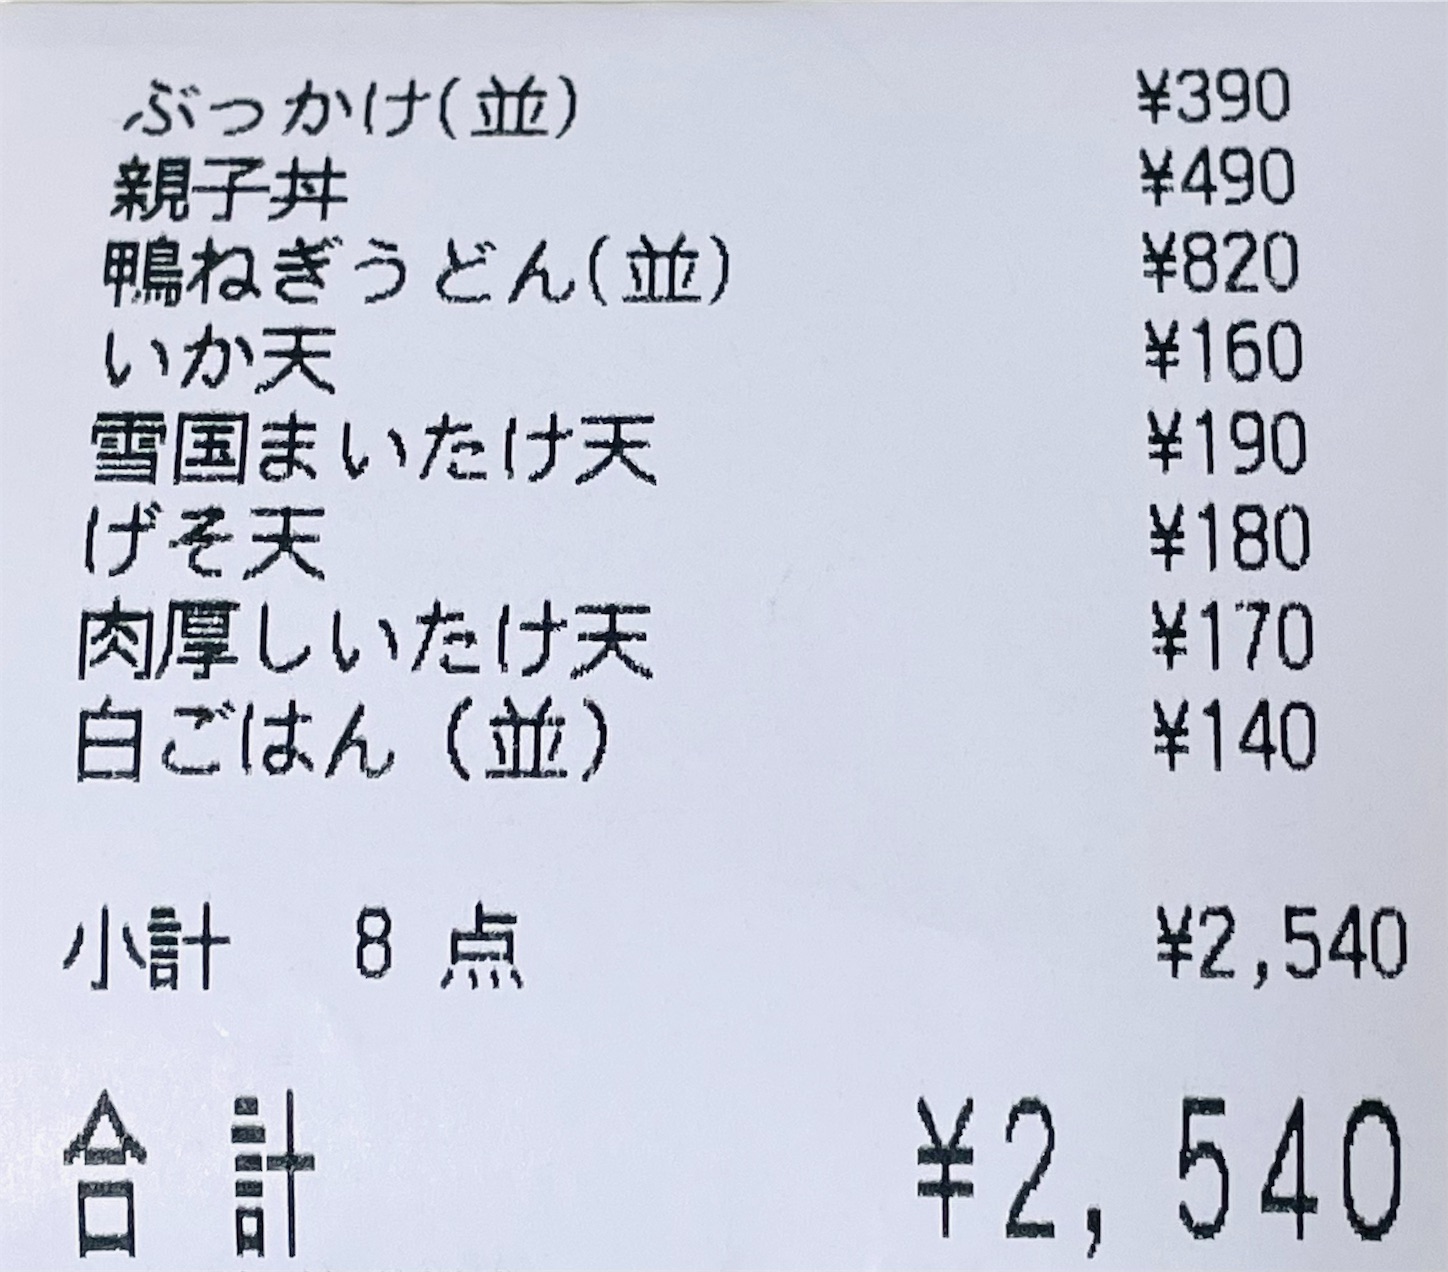 ぶっかけ(並) ¥390
親子丼 ¥490
鴨ねぎうどん(並) ¥820
いか天 ¥160
雪国まいたけ天 ¥190
げそ天 ¥180
肉厚しいたけ天 ¥170
白ごはん（並） ¥140
小計 8 点 ¥2,540
合計 ¥2,540